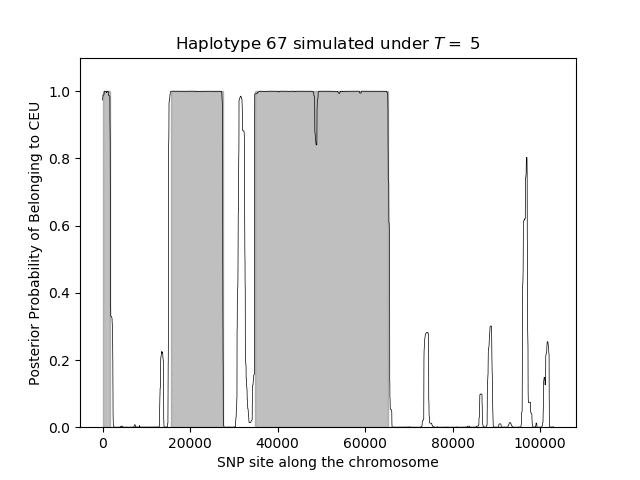 Haplotype 67 simulated under T = 5
Posterior Probability of Belonging to CEU
1.0
0.8
0.6
0.4
0.2
0.0
0 20000 40000 60000 80000 100000
SNP site along the chromosome